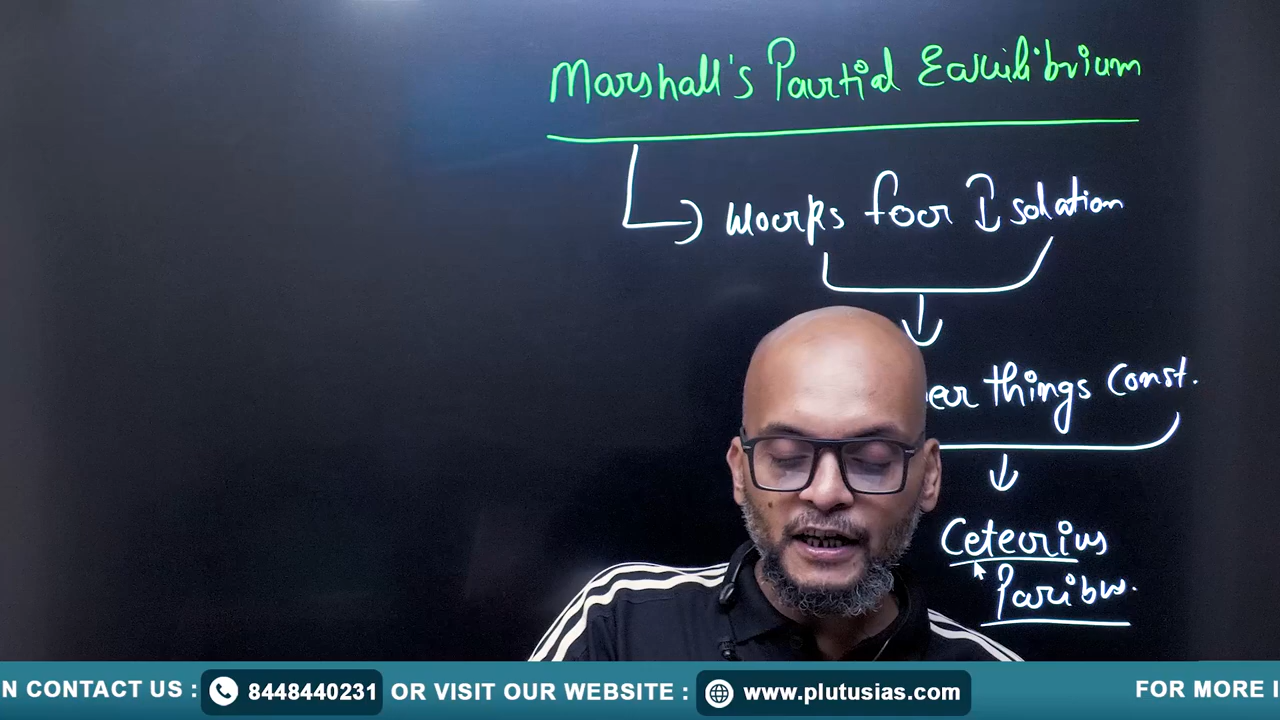 Marshall's Partial Equilibrium
Works for Isolation
things Const.
Ceterius
Paribus.
N CONTACT US : 8448440231 OR VISIT OUR WEBSITE : www.plutusias.com FOR MORE I